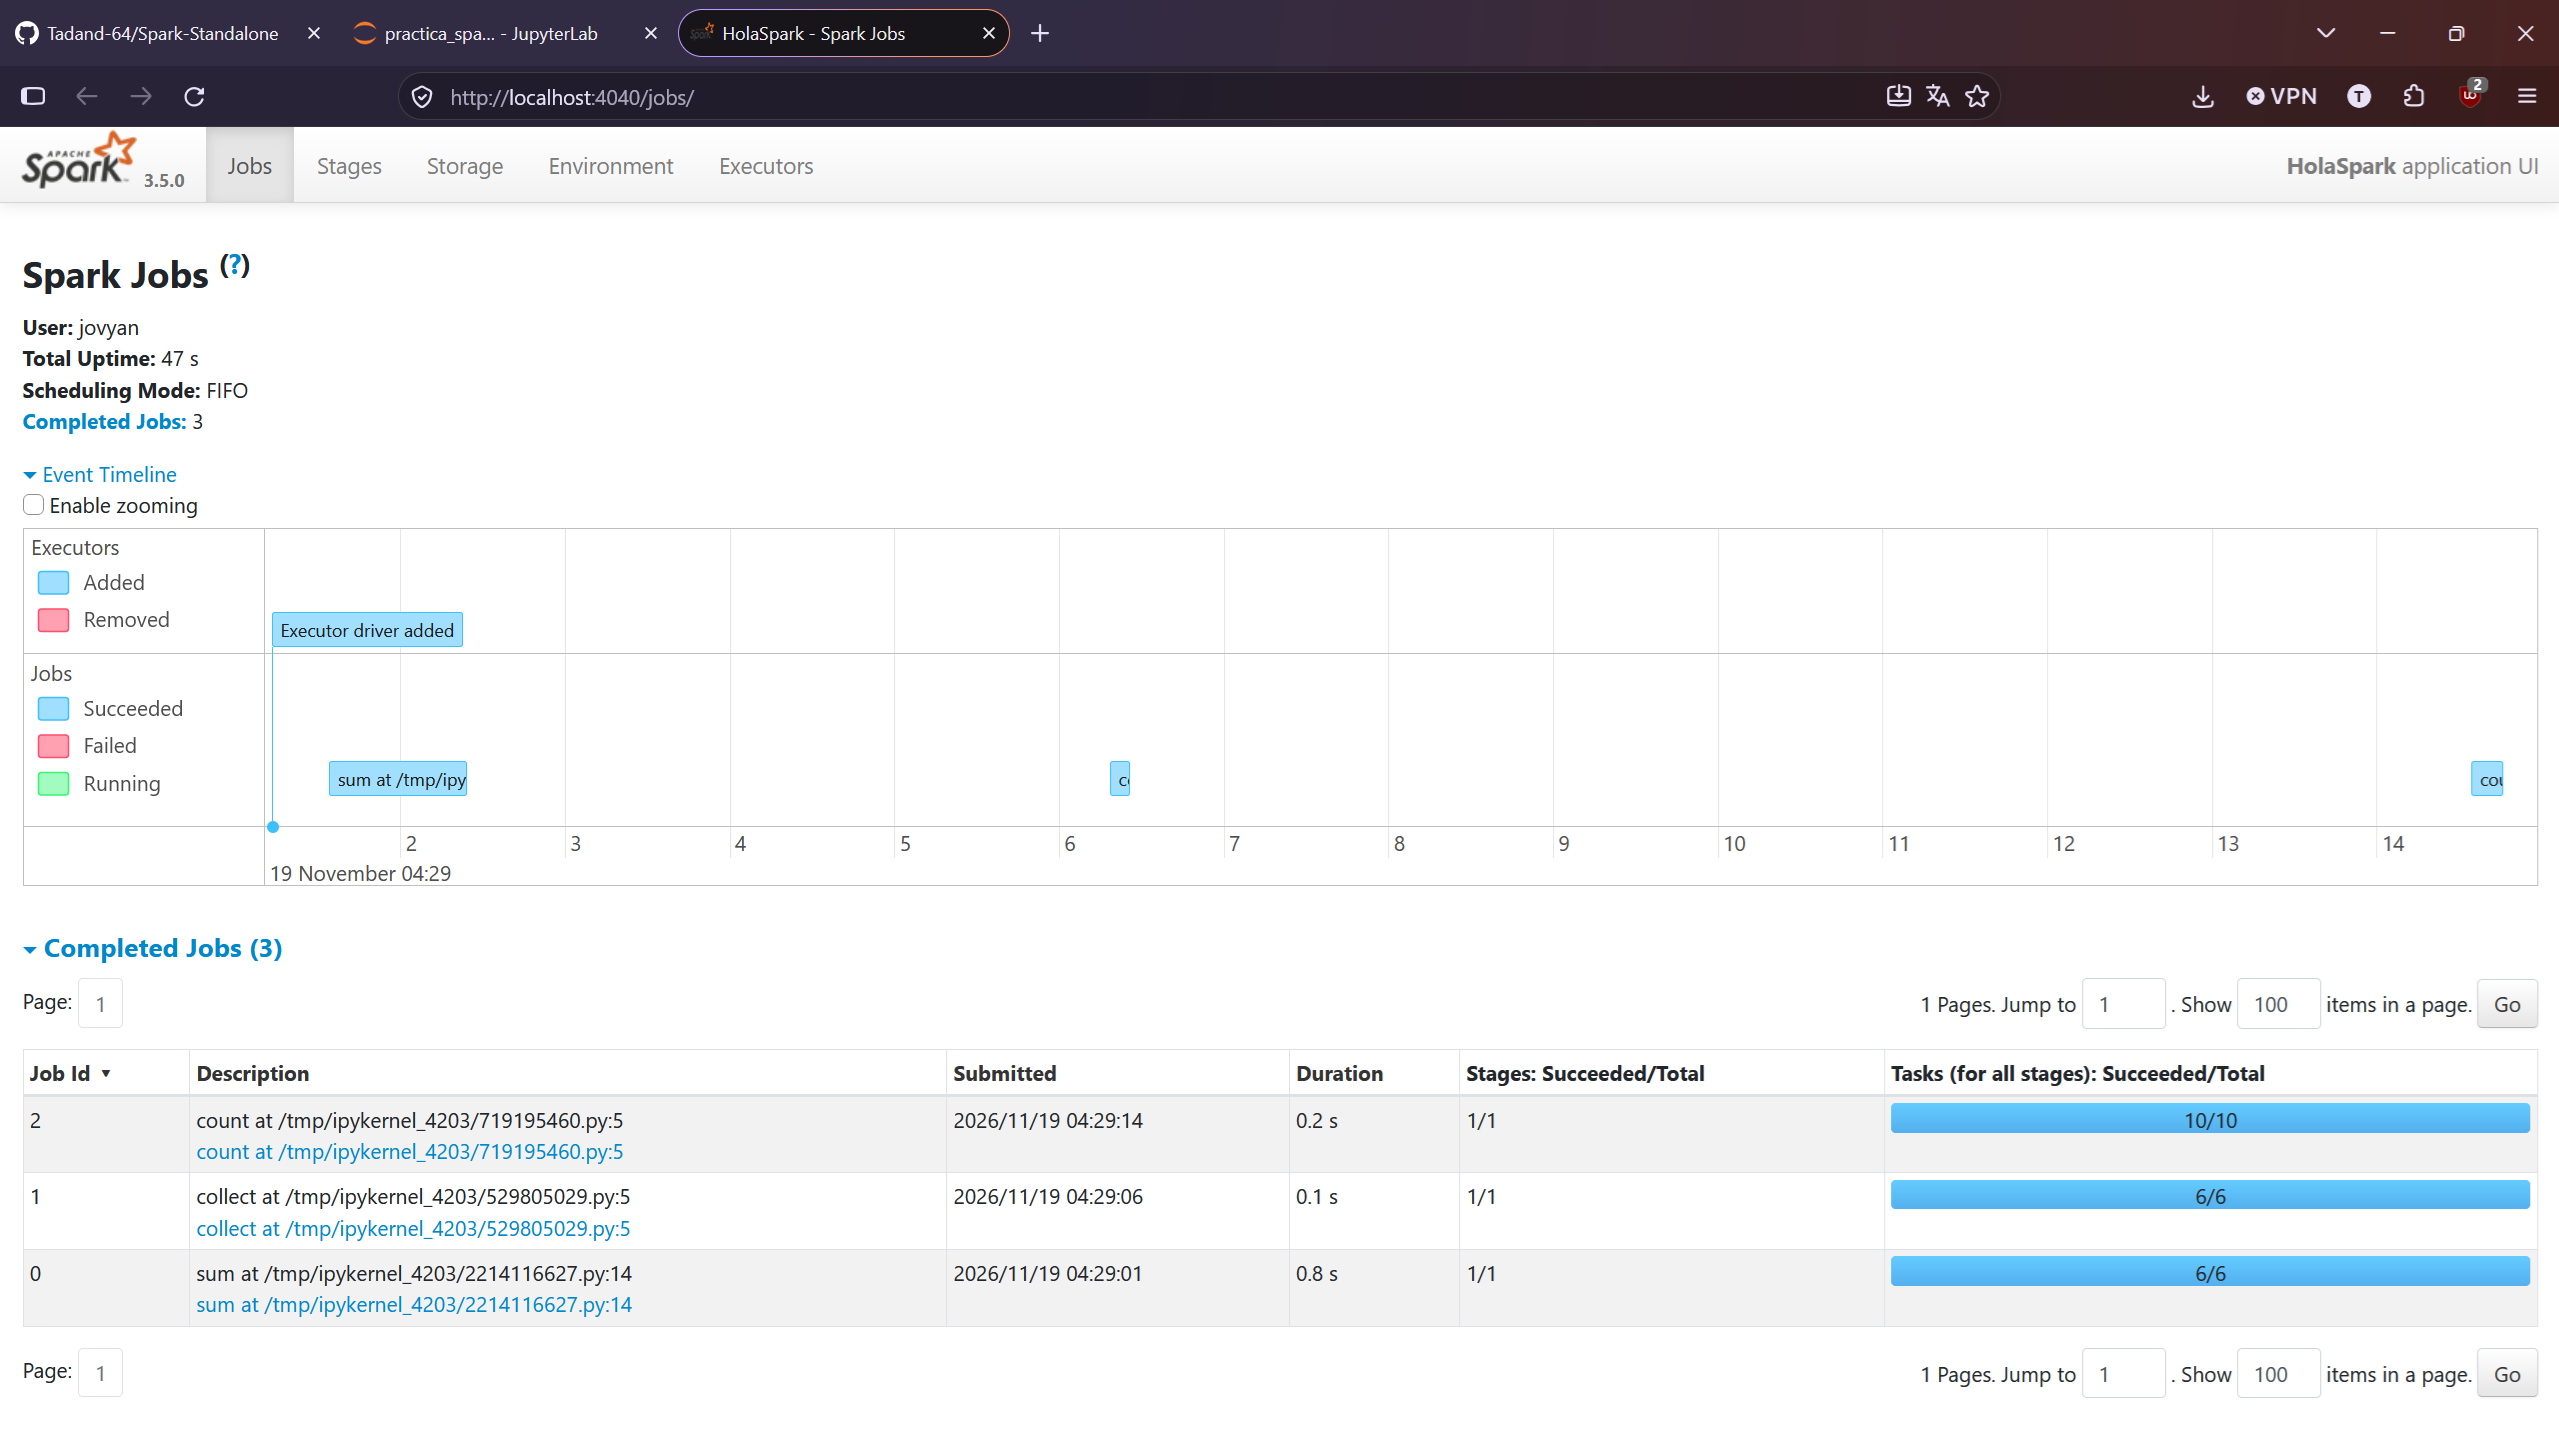 Tadand-64/Spark-Standalone
practica_spa... - JupyterLab
HolaSpark - Spark Jobs
http://localhost:4040/jobs/
VPN
T
2
APACHE Spark 3.5.0
Jobs
Stages
Storage
Environment
Executors
HolaSpark application UI
Spark Jobs (?)
User: jovyan
Total Uptime: 47 s
Scheduling Mode: FIFO
Completed Jobs: 3
Event Timeline
Enable zooming
Executors
Added
Removed
Executor driver added
Jobs
Succeeded
Failed
Running
sum at /tmp/ipy
co
cou
2 3 4 5 6 7 8 9 10 11 12 13 14
19 November 04:29
Completed Jobs (3)
Page: 1
1 Pages. Jump to 1 . Show 100 items in a page. Go
Job Id ▾ Description Submitted Duration Stages: Succeeded/Total Tasks (for all stages): Succeeded/Total
2 count at /tmp/ipykernel_4203/719195460.py:5 2026/11/19 04:29:14 0.2 s 1/1 10/10
count at /tmp/ipykernel_4203/719195460.py:5
1 collect at /tmp/ipykernel_4203/529805029.py:5 2026/11/19 04:29:06 0.1 s 1/1 6/6
collect at /tmp/ipykernel_4203/529805029.py:5
0 sum at /tmp/ipykernel_4203/2214116627.py:14 2026/11/19 04:29:01 0.8 s 1/1 6/6
sum at /tmp/ipykernel_4203/2214116627.py:14
Page: 1
1 Pages. Jump to 1 . Show 100 items in a page. Go